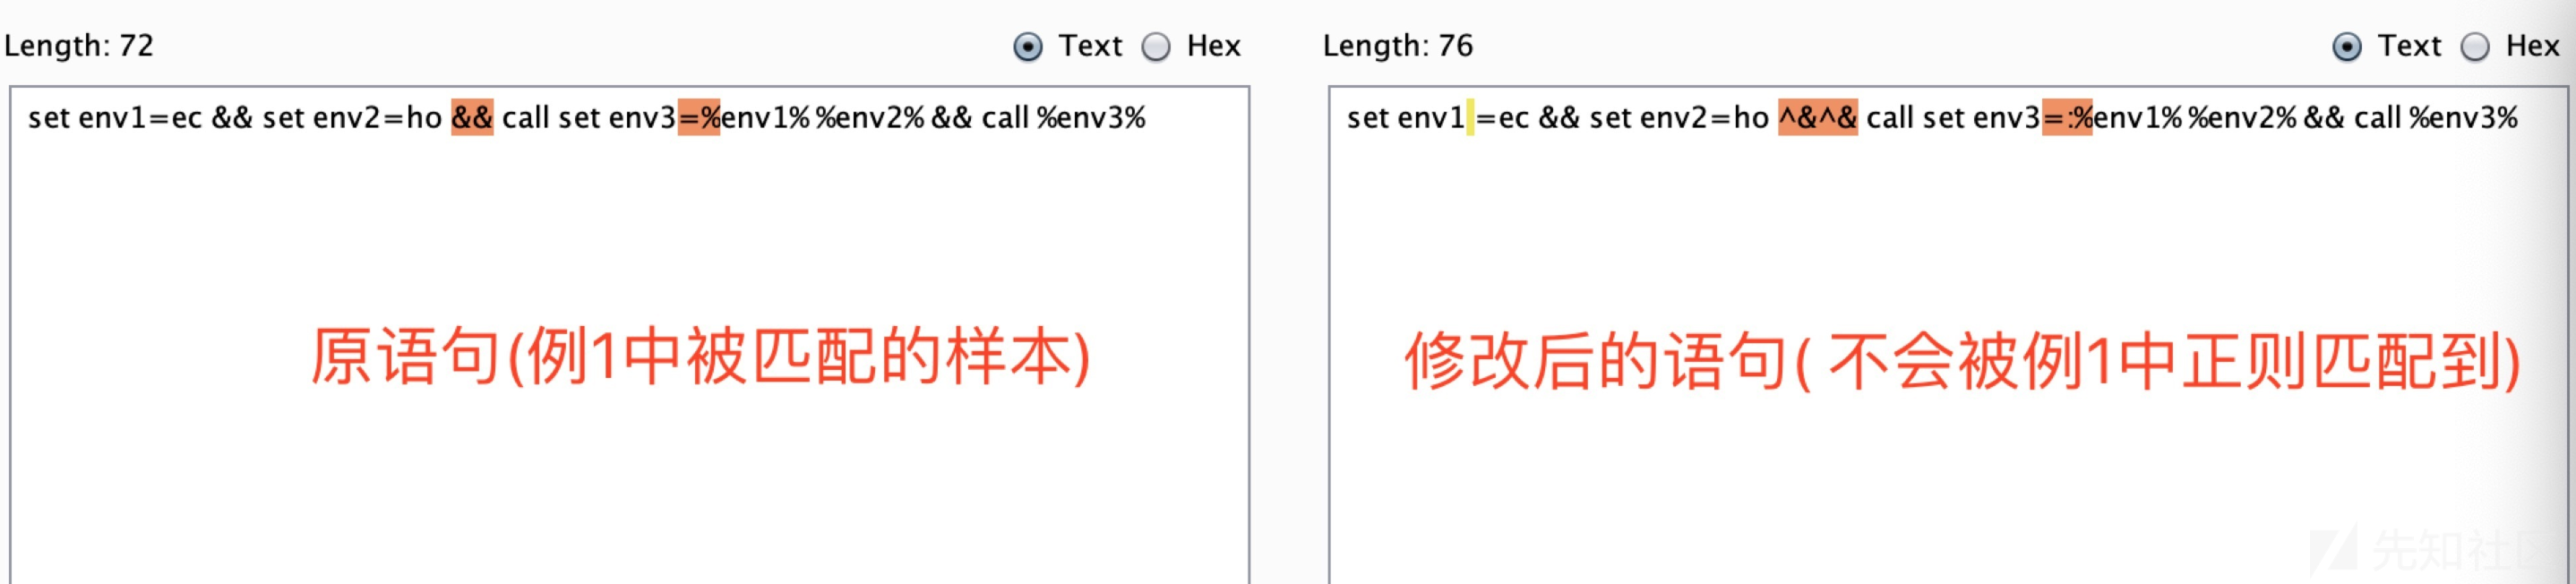 Length: 72
Text
Hex
set env1=ec && set env2=ho && call set env3=%env1%%env2% && call %env3%
原语句(例1中被匹配的样本)
Length: 76
Text
Hex
set env1 =ec && set env2=ho ^&^& call set env3=:%env1%%env2% && call %env3%
修改后的语句( 不会被例1中正则匹配到)
先知社区